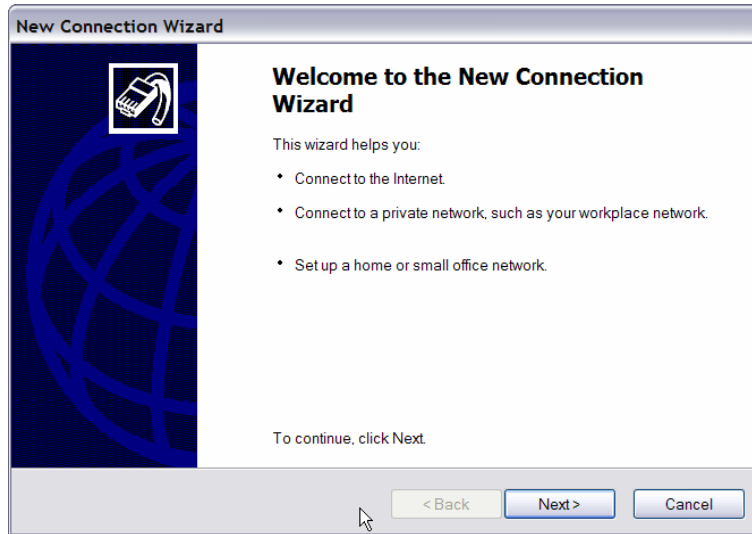 New Connection Wizard
Welcome to the New Connection
Wizard
This wizard helps you:
• Connect to the Internet.
• Connect to a private network, such as your workplace network.
• Set up a home or small office network.
To continue, click Next.
< Back Next > Cancel